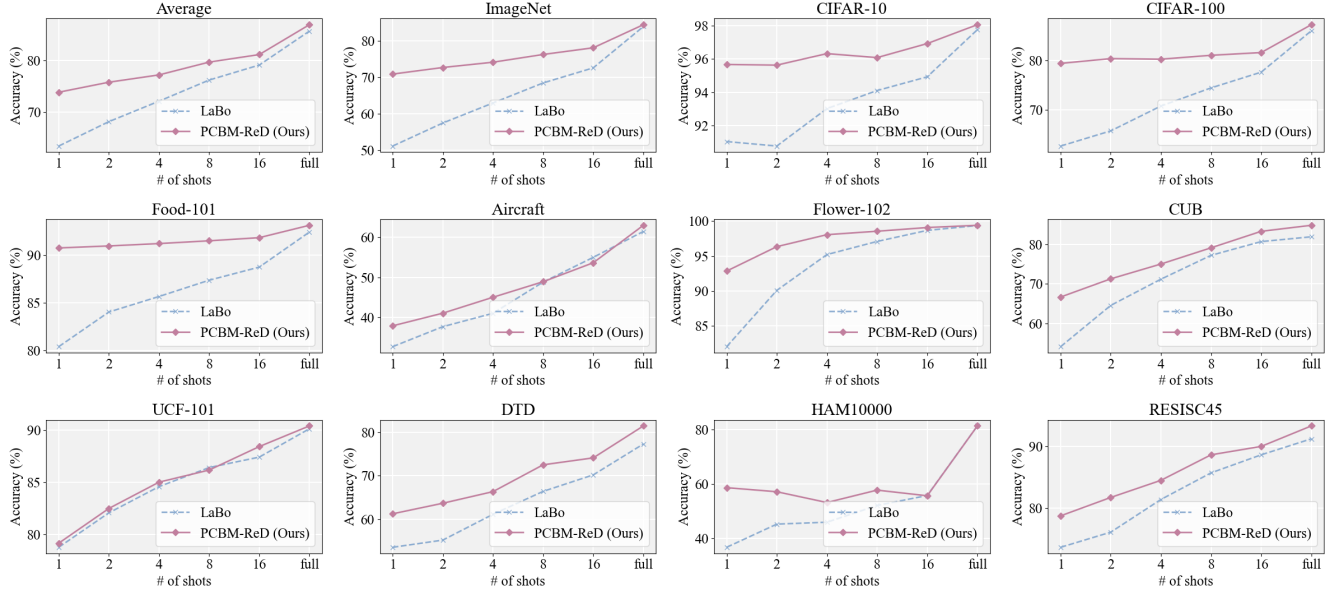 Average
Accuracy (%)
80
70
LaBo
PCBM-ReD (Ours)
1 2 4 8 16 full
# of shots
ImageNet
Accuracy (%)
80
70
60
50
LaBo
PCBM-ReD (Ours)
1 2 4 8 16 full
# of shots
CIFAR-10
Accuracy (%)
98
96
94
92
LaBo
PCBM-ReD (Ours)
1 2 4 8 16 full
# of shots
CIFAR-100
Accuracy (%)
80
70
LaBo
PCBM-ReD (Ours)
1 2 4 8 16 full
# of shots
Food-101
Accuracy (%)
90
85
80
LaBo
PCBM-ReD (Ours)
1 2 4 8 16 full
# of shots
Aircraft
Accuracy (%)
60
50
40
LaBo
PCBM-ReD (Ours)
1 2 4 8 16 full
# of shots
Flower-102
Accuracy (%)
100
95
90
85
LaBo
PCBM-ReD (Ours)
1 2 4 8 16 full
# of shots
CUB
Accuracy (%)
80
70
60
LaBo
PCBM-ReD (Ours)
1 2 4 8 16 full
# of shots
UCF-101
Accuracy (%)
90
85
80
LaBo
PCBM-ReD (Ours)
1 2 4 8 16 full
# of shots
DTD
Accuracy (%)
80
70
60
LaBo
PCBM-ReD (Ours)
1 2 4 8 16 full
# of shots
HAM10000
Accuracy (%)
80
60
40
LaBo
PCBM-ReD (Ours)
1 2 4 8 16 full
# of shots
RESISC45
Accuracy (%)
90
80
LaBo
PCBM-ReD (Ours)
1 2 4 8 16 full
# of shots